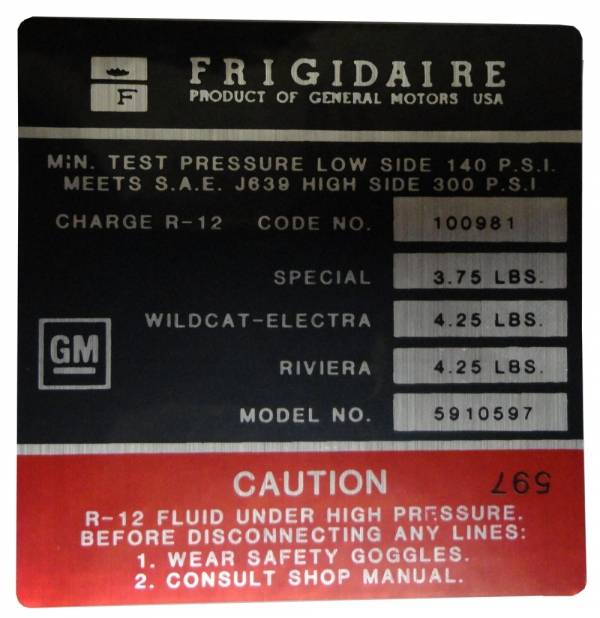 FRIGIDAIRE
F
PRODUCT OF GENERAL MOTORS USA
MIN. TEST PRESSURE LOW SIDE 140 P.S.I.
MEETS S.A.E. J639 HIGH SIDE 300 P.S.I
CHARGE R-12 CODE NO. 100981
SPECIAL 3.75 LBS.
WILDCAT-ELECTRA 4.25 LBS.
GM
RIVIERA 4.25 LBS.
MODEL NO. 5910597
CAUTION 597
R-12 FLUID UNDER HIGH PRESSURE.
BEFORE DISCONNECTING ANY LINES:
1. WEAR SAFETY GOGGLES.
2. CONSULT SHOP MANUAL.